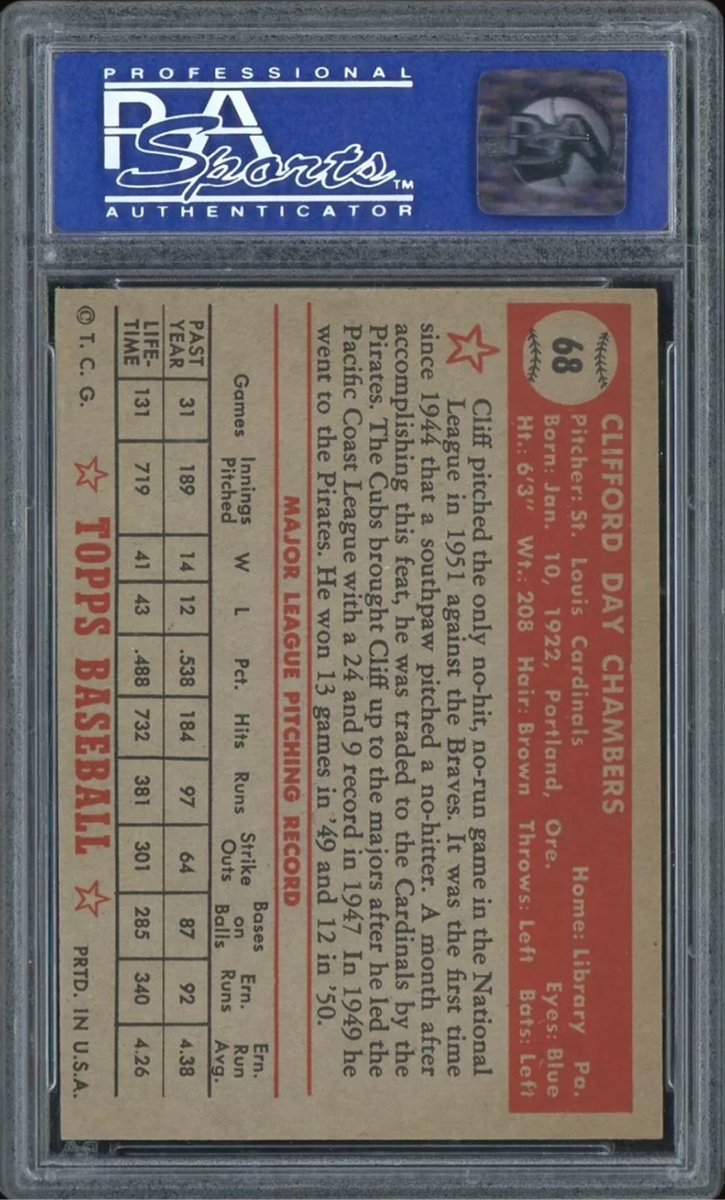 PROFESSIONAL
PSA
Sports™
AUTHENTICATOR
68
CLIFFORD DAY CHAMBERS
Pitcher: St. Louis Cardinals Home: Library Pa.
Born: Jan. 10, 1922, Portland, Ore. Eyes: Blue
Ht.: 6'3" Wt.: 208 Hair: Brown Throws: Left Bats: Left
Cliff pitched the only no-hit, no-run game in the National
League in 1951 against the Braves. It was the first time
since 1944 that a southpaw pitched a no-hitter. A month after
accomplishing this feat, he was traded to the Cardinals by the
Pirates. The Cubs brought Cliff up to the majors after he led the
Pacific Coast League with a 24 and 9 record in 1947. In 1949 he
went to the Pirates. He won 13 games in '49 and 12 in '50.
MAJOR LEAGUE PITCHING RECORD
Games Innings Pitched W L Pct. Hits Runs Strike Outs Bases on Balls Ern. Runs Ern. Run Avg.
PAST YEAR 31 189 14 12 .538 184 97 64 87 92 4.38
LIFE-TIME 131 719 41 43 .488 732 381 301 285 340 4.26
© T. C. G. TOPPS BASEBALL PRTD. IN U.S.A.